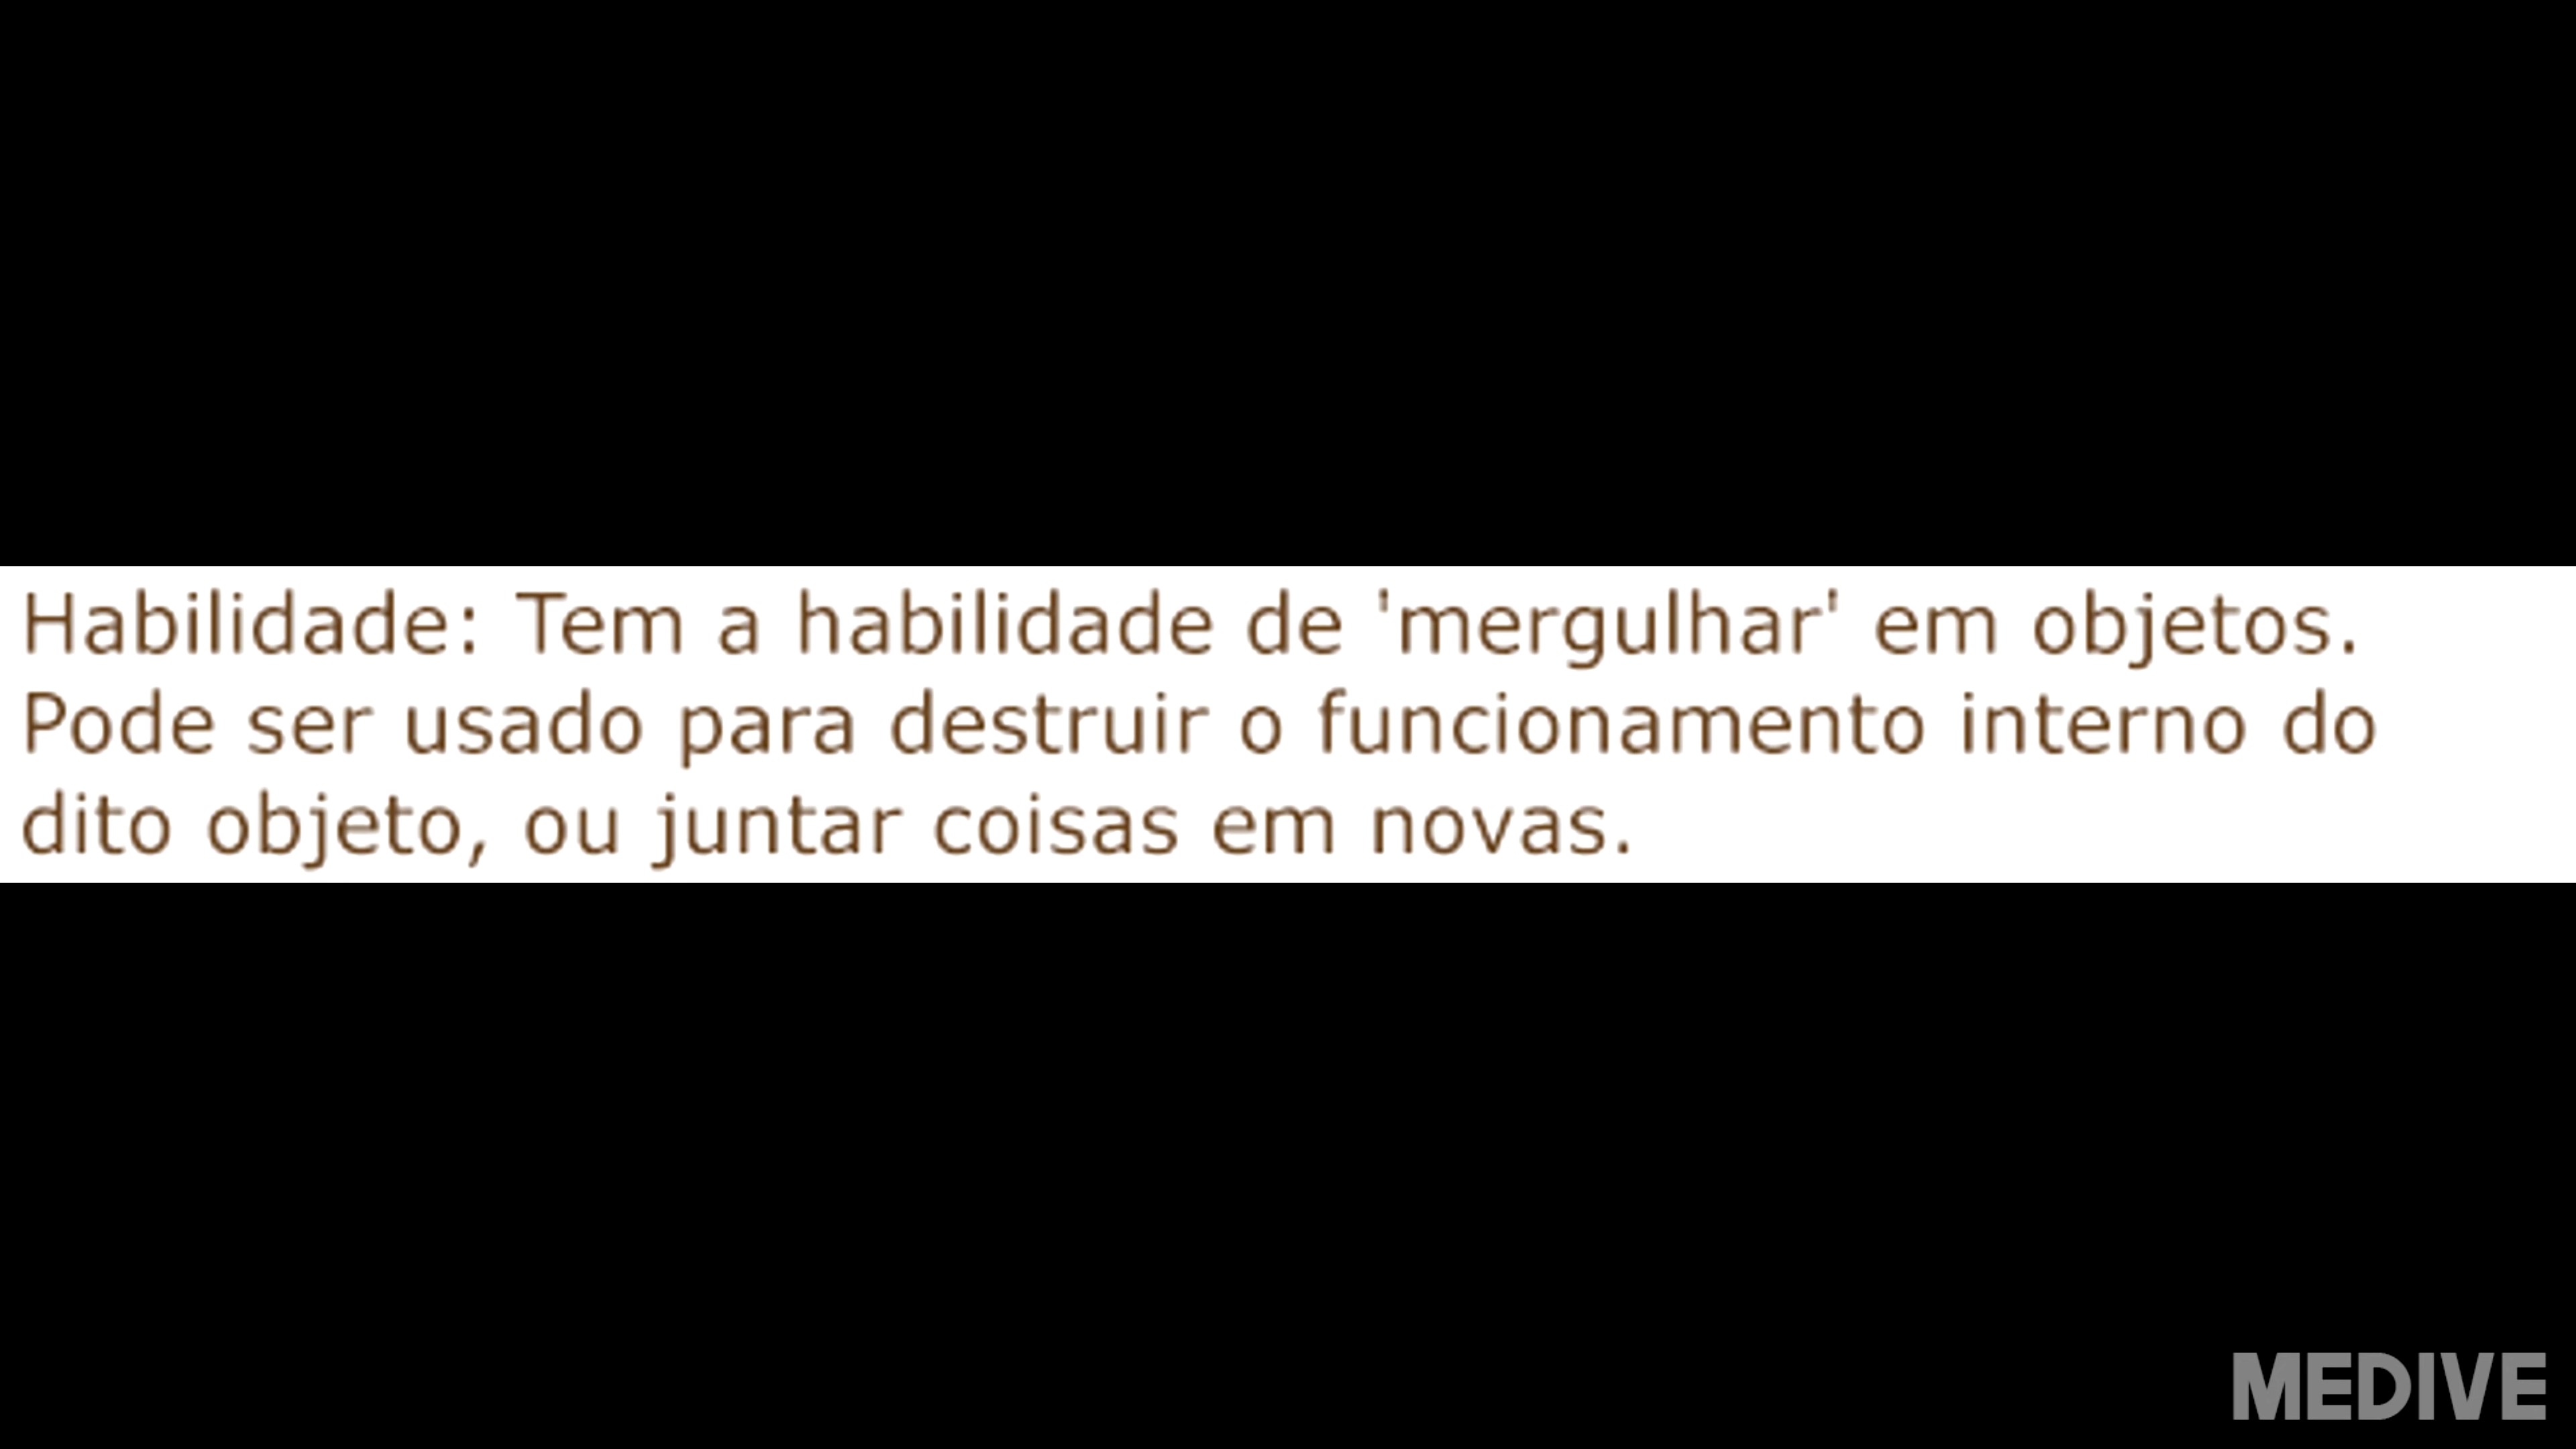 Habilidade: Tem a habilidade de 'mergulhar' em objetos.
Pode ser usado para destruir o funcionamento interno do
dito objeto, ou juntar coisas em novas.
MEDIVE